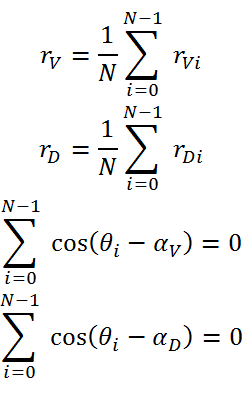 r_V = \frac{1}{N} \sum_{i=0}^{N-1} r_{Vi}
r_D = \frac{1}{N} \sum_{i=0}^{N-1} r_{Di}
\sum_{i=0}^{N-1} \cos(\theta_i - \alpha_V) = 0
\sum_{i=0}^{N-1} \cos(\theta_i - \alpha_D) = 0